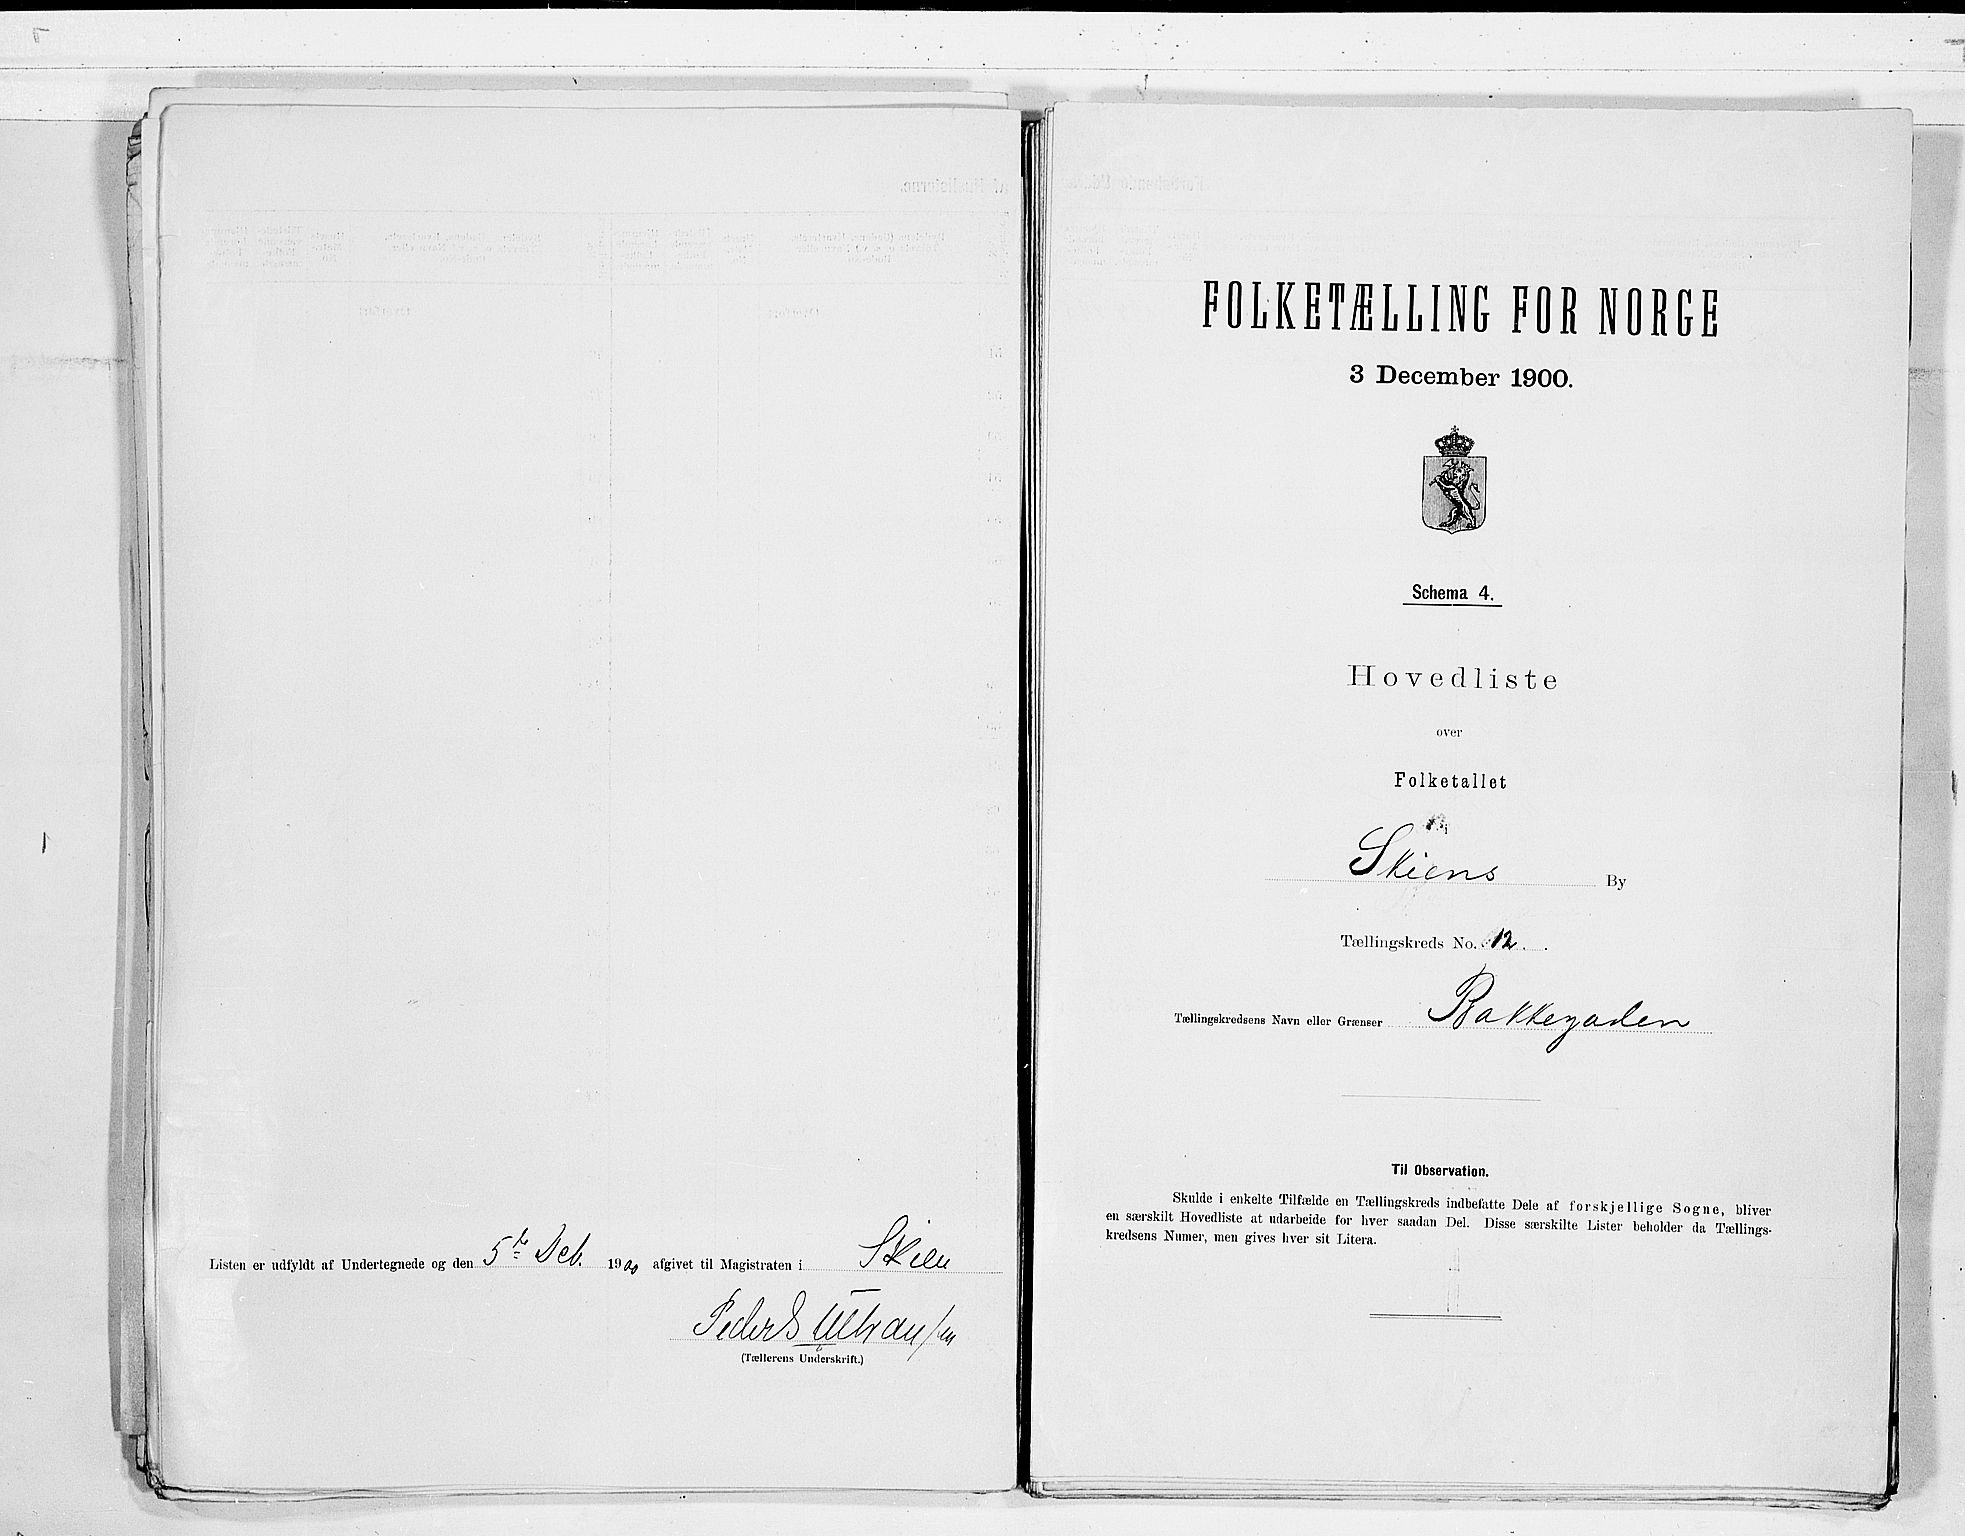 Listen er udfyldt af Undertegnede og den 5te Dcb. 1900 afgivet til Magistraten i Skien
Peder
(Tællerens Underskrift.)
FOLKETÆLLING FOR NORGE
3 December 1900.
Schema 4.
Hovedliste
over
Folketallet
i
Skiens By
Tællingskreds No. 12.
Tællingskredsens Navn eller Grænser Bakkegaden
Til Observation.
Skulde i enkelte Tilfælde en Tællingskreds indbefatte Dele af forskjellige Sogne, bliver
en særskilt Hovedliste at udarbeide for hver saadan Del. Disse særskilte Lister beholder da Tællings-
kredsens Numer, men gives hver sit Litera.